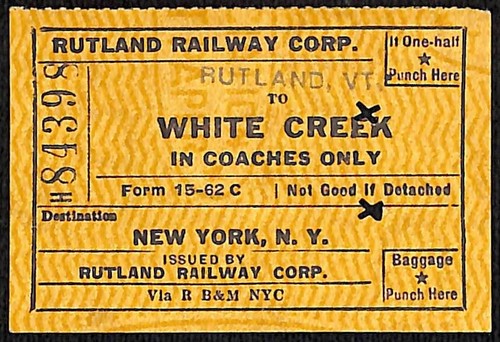 RUTLAND RAILWAY CORP.
If One-half
★
Punch Here
RUTLAND, VT.
TO
WHITE CREEK
IN COACHES ONLY
Form 15-62 C | Not Good If Detached
H 84398
Destination
NEW YORK, N. Y.
ISSUED BY
RUTLAND RAILWAY CORP.
Via R B&M NYC
Baggage
★
Punch Here